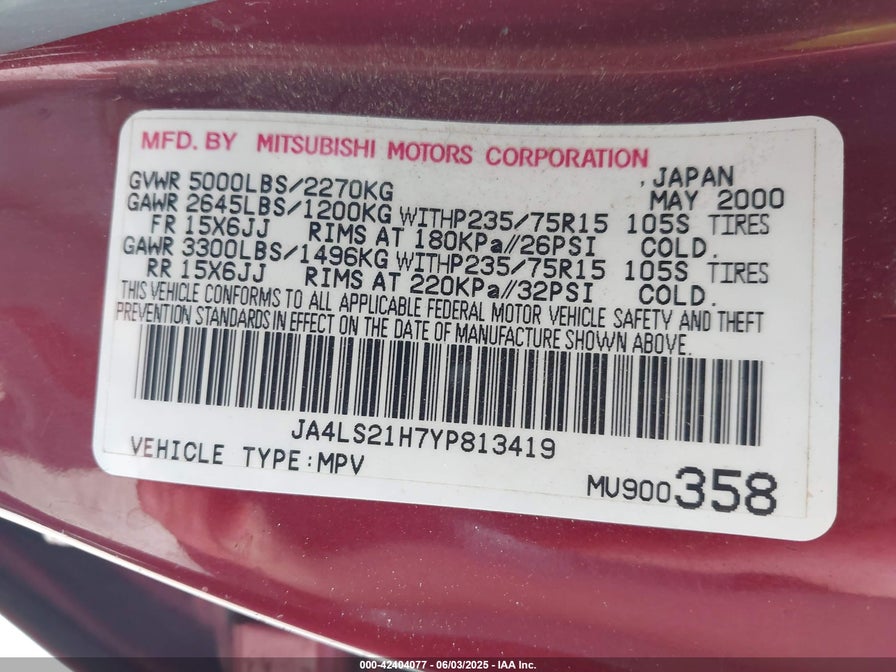 MFD. BY MITSUBISHI MOTORS CORPORATION
GVWR 5000LBS/2270KG , JAPAN
MAY 2000
GAWR 2645LBS/1200KG WITHP235/75R15 105S TIRES
FR 15X6JJ RIMS AT 180KPa//26PSI COLD.
GAWR 3300LBS/1496KG WITHP235/75R15 105S TIRES
RR 15X6JJ RIMS AT 220KPa//32PSI COLD.
THIS VEHICLE CONFORMS TO ALL APPLICABLE FEDERAL MOTOR VEHICLE SAFETY AND THEFT
PREVENTION STANDARDS IN EFFECT ON THE DATE OF MANUFACTURE SHOWN ABOVE.
JA4LS21H7YP813419
VEHICLE TYPE:MPV
MU900358
000-42404077 - 06/03/2025 - IAA Inc.